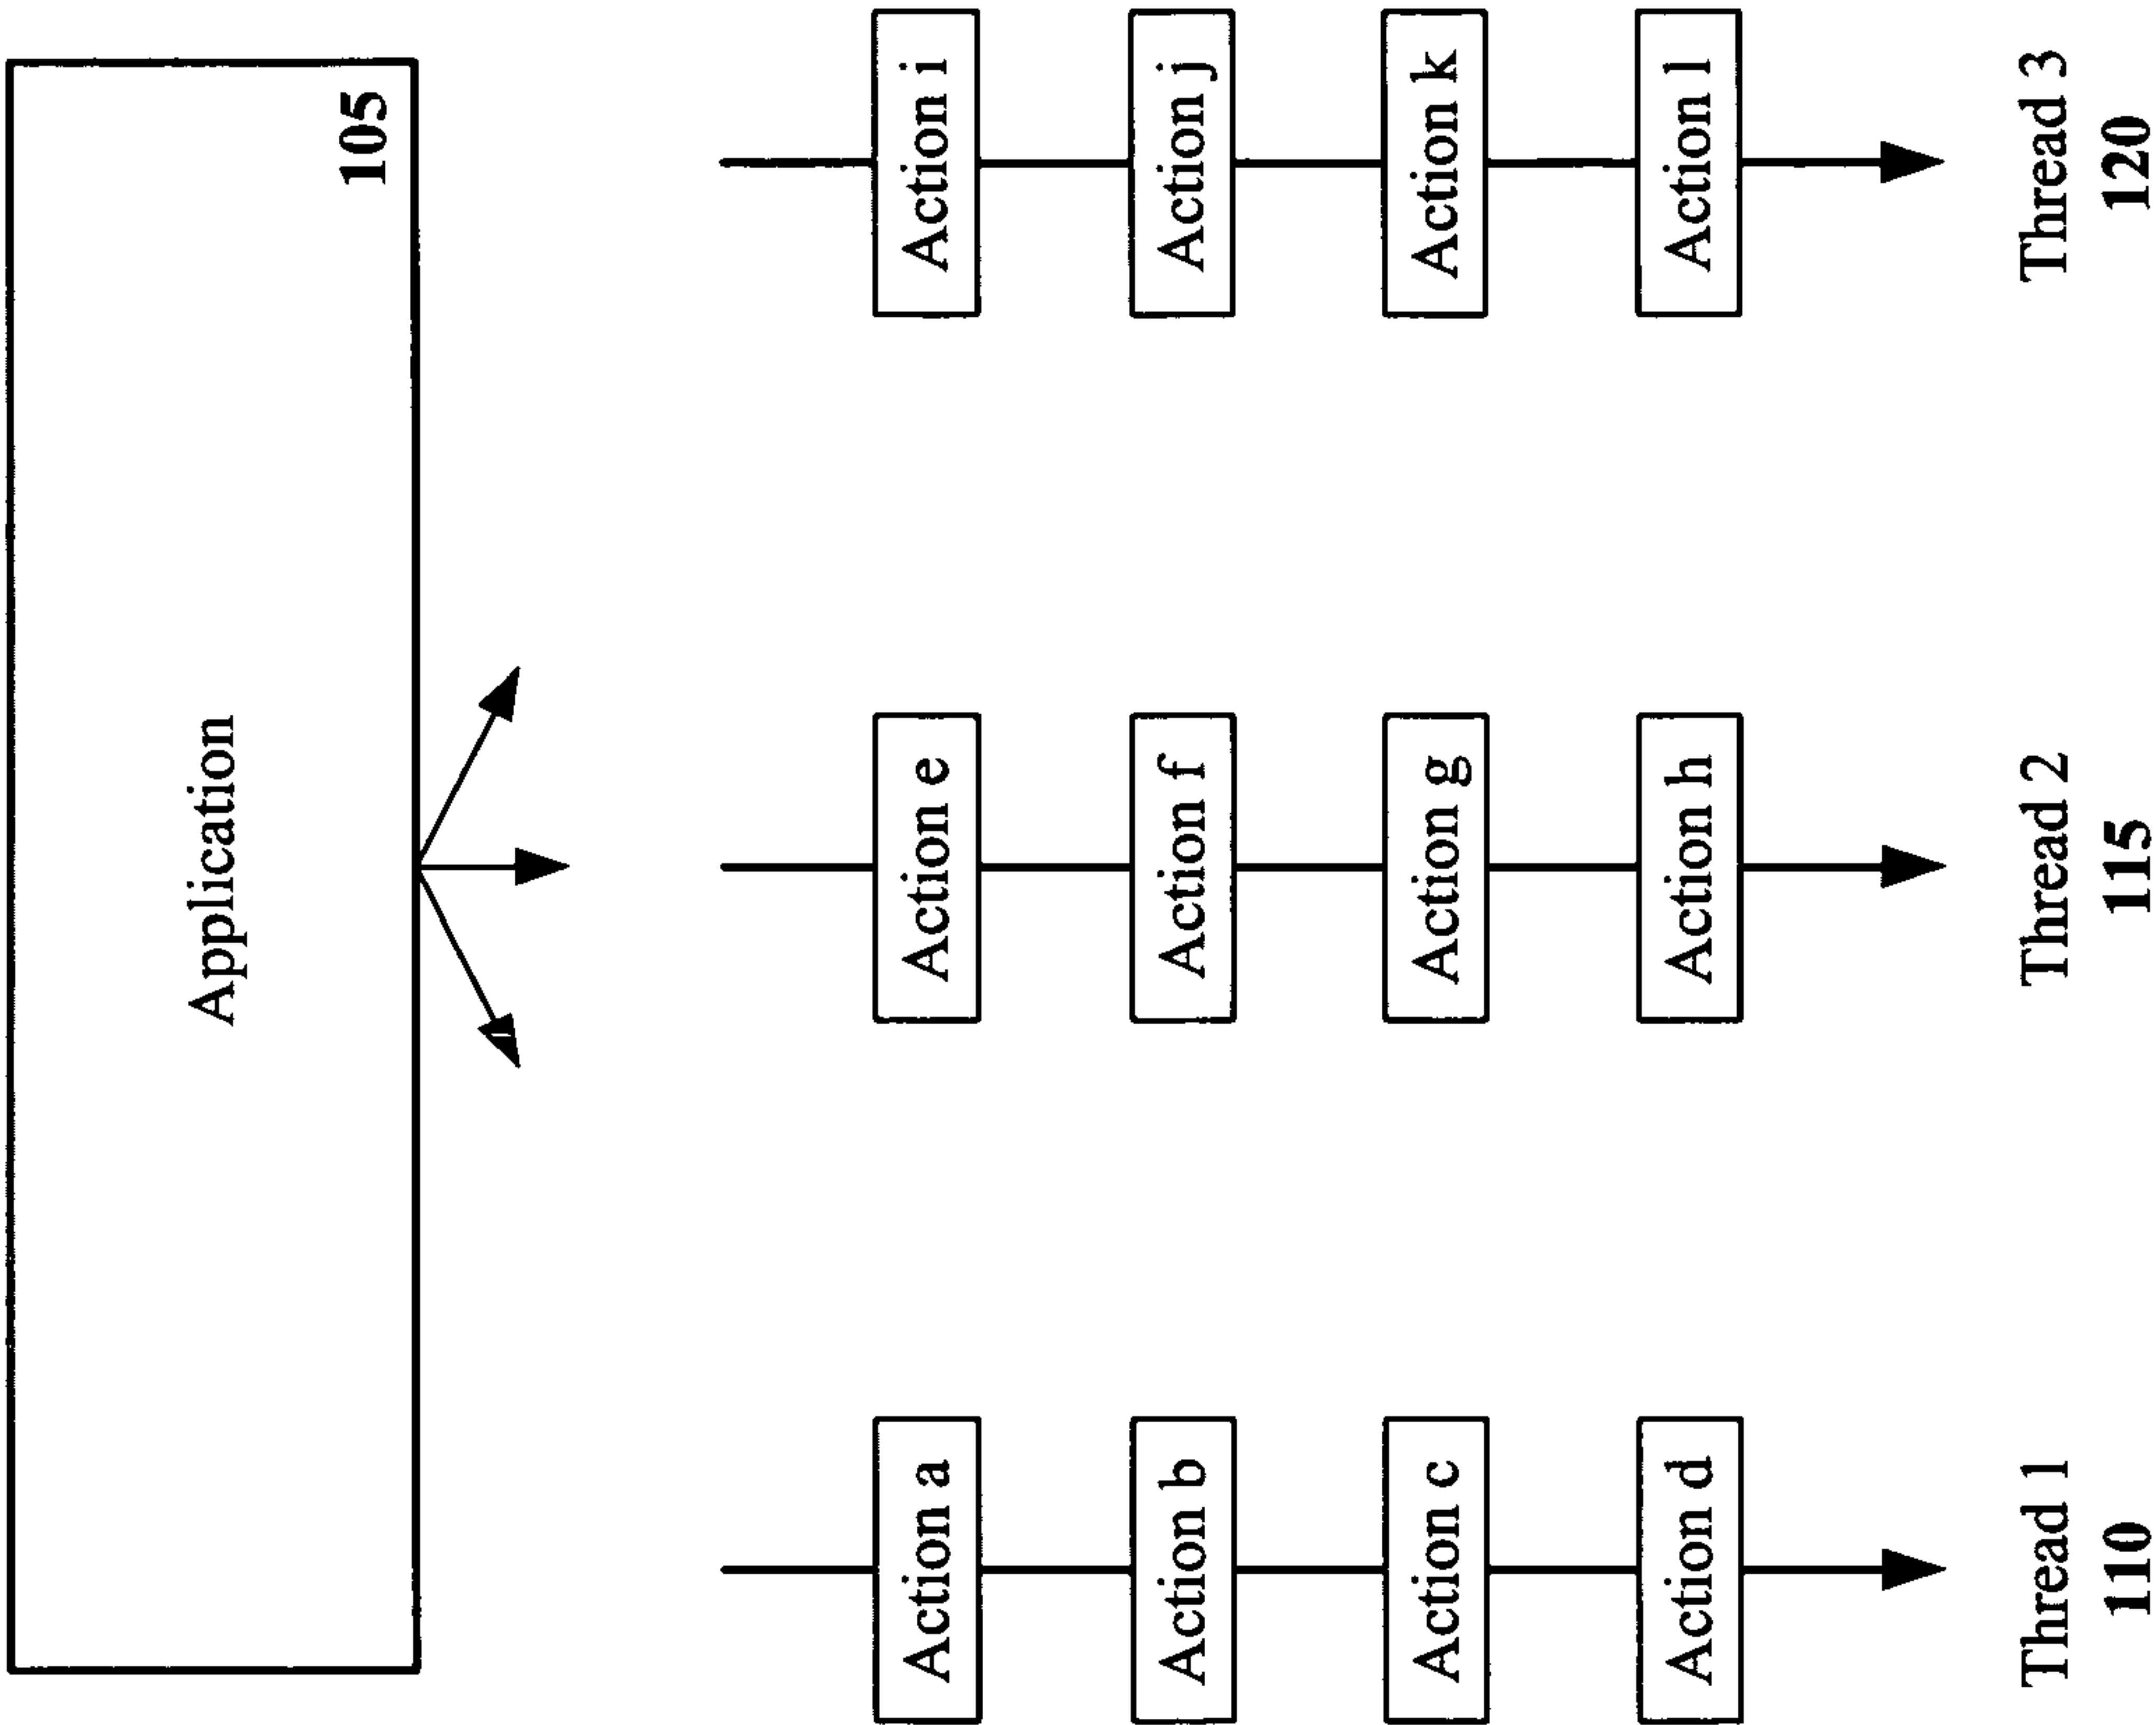 Application
105
Action a
Action b
Action c
Action d
Thread 1
110
Action e
Action f
Action g
Action h
Thread 2
115
Action i
Action j
Action k
Action l
Thread 3
120